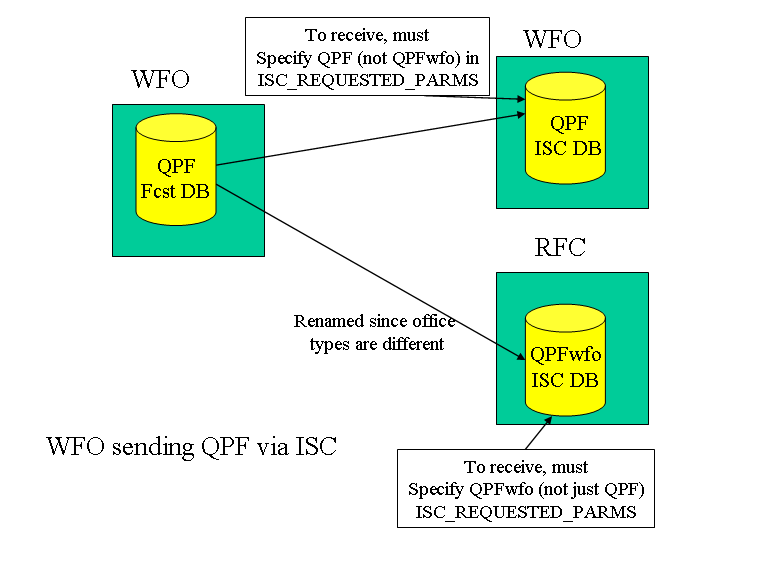 To receive, must
Specify QPF (not QPFwfo) in
ISC_REQUESTED_PARMS
WFO
WFO
QPF
Fcst DB
QPF
ISC DB
RFC
Renamed since office
types are different
QPFwfo
ISC DB
WFO sending QPF via ISC
To receive, must
Specify QPFwfo (not just QPF)
ISC_REQUESTED_PARMS